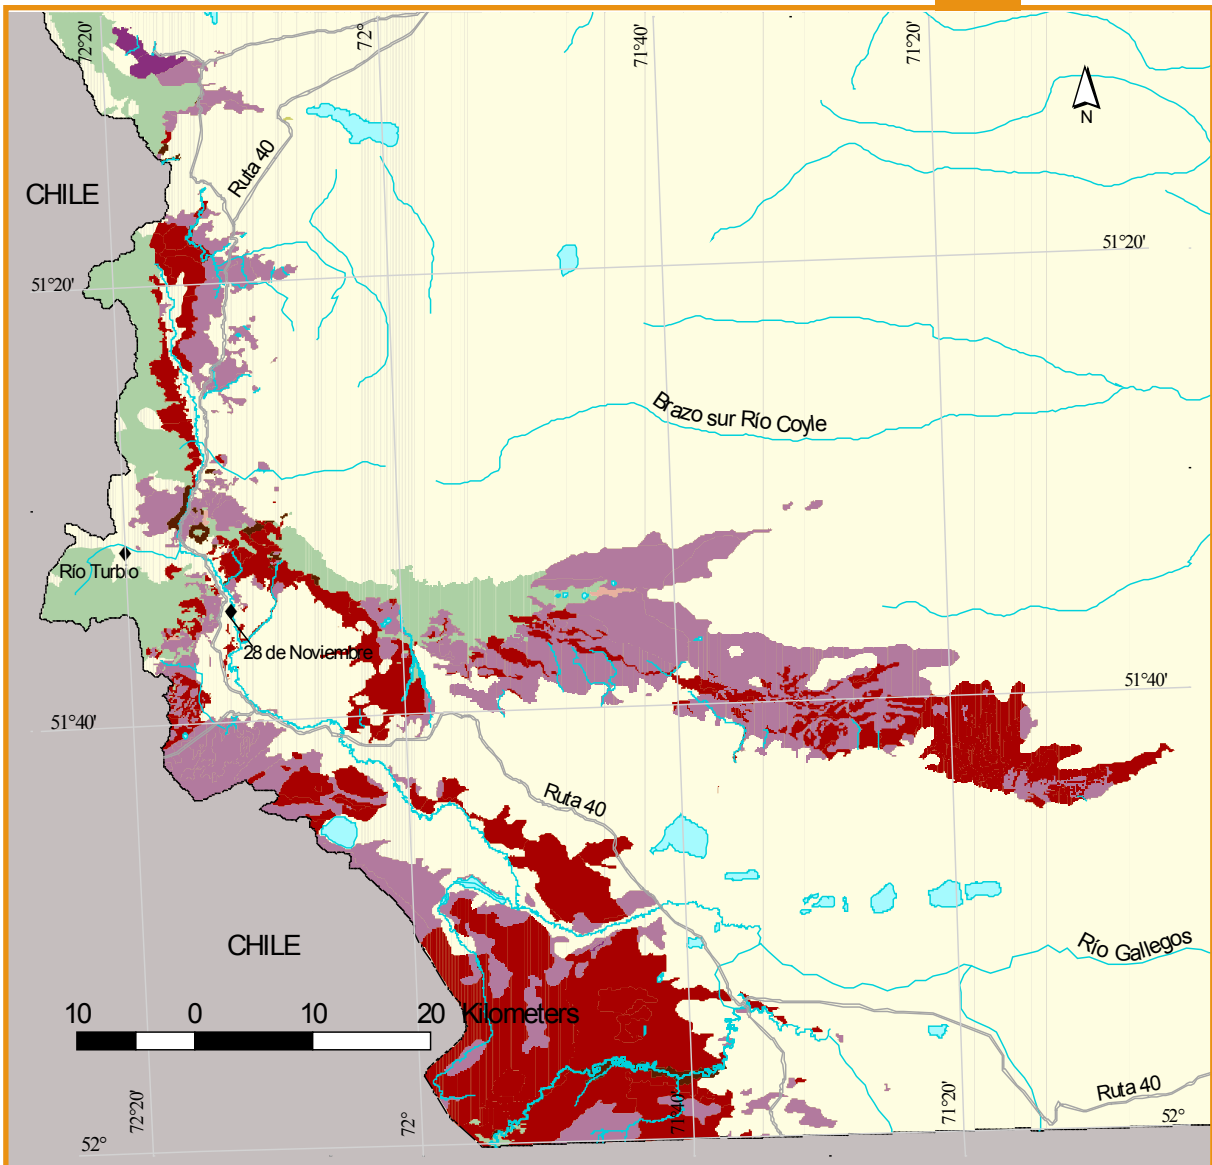 72°20'
72°
71°40'
71°20'
N
Ruta 40
CHILE
51°20'
51°20'
Brazo sur Río Coyle
Río Turbio
28 de Noviembre
51°40'
51°40'
Ruta 40
CHILE
Río Gallegos
10 0 10 20 Kilometers
72°20'
72°
71°40'
71°20'
Ruta 40
52°
52°